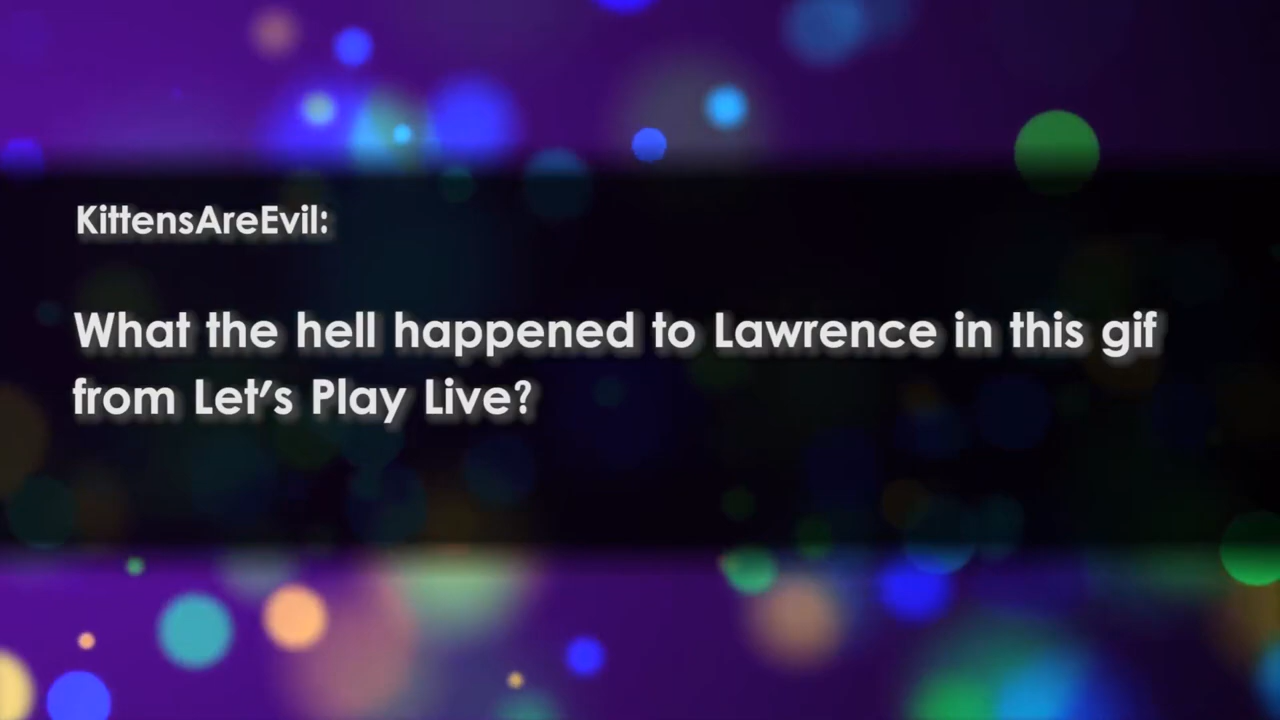 KittensAreEvil:
What the hell happened to Lawrence in this gif
from Let's Play Live?